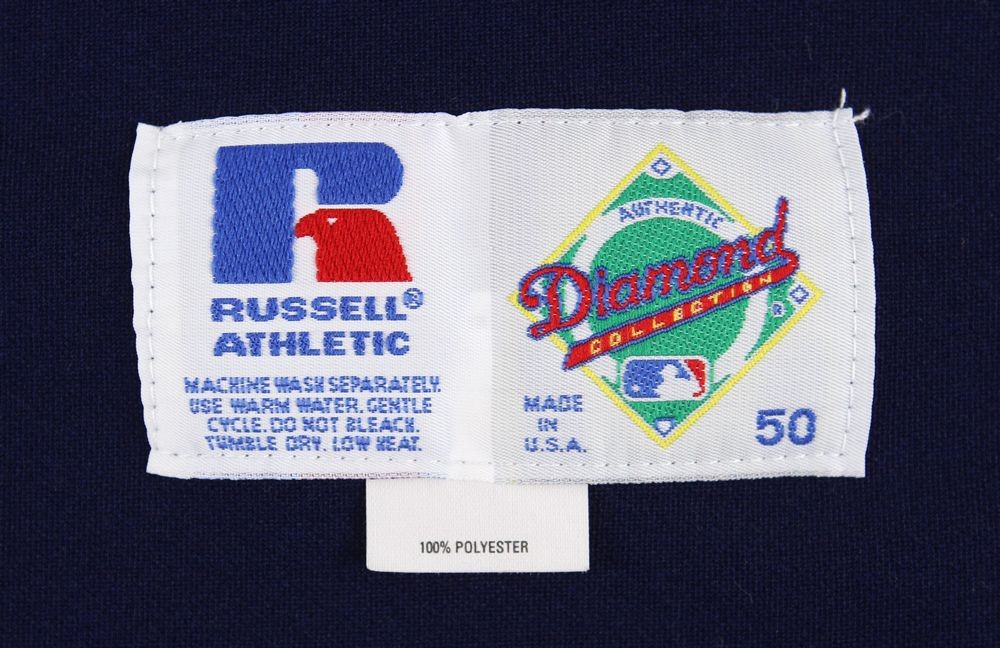 RUSSELL®
ATHLETIC
MACHINE WASH SEPARATELY.
USE WARM WATER. GENTLE
CYCLE. DO NOT BLEACH.
TUMBLE DRY. LOW HEAT.
AUTHENTIC
Diamond
COLLECTION
®
MADE
IN
U.S.A.
50
100% POLYESTER